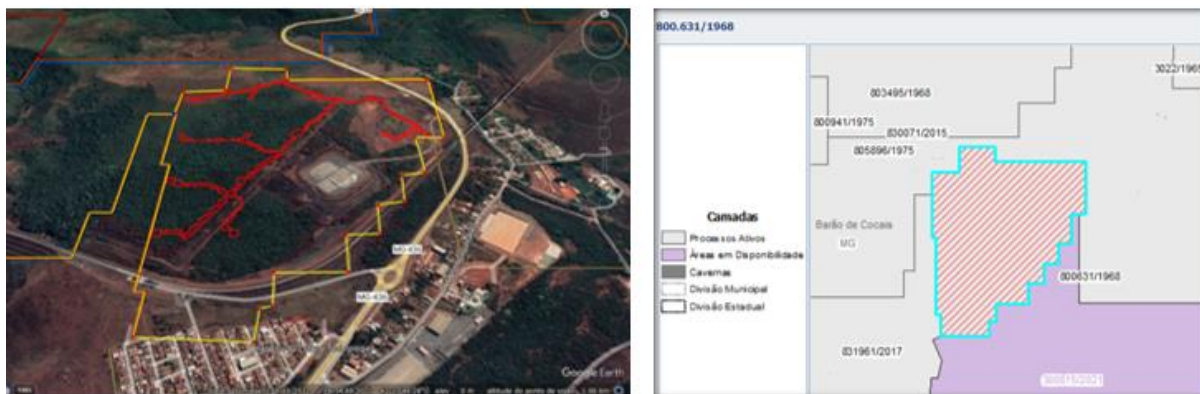 MG-436
MG-436
Google Earth
800.631/1968
Camadas
Processos Ativos
Áreas em Disponibilidade
Cavernas
Divisão Municipal
Divisão Estadual
3022/1965
803495/1968
800941/1975
830071/2015
805896/1975
Barão de Cocais
MG
800631/1968
831961/2017